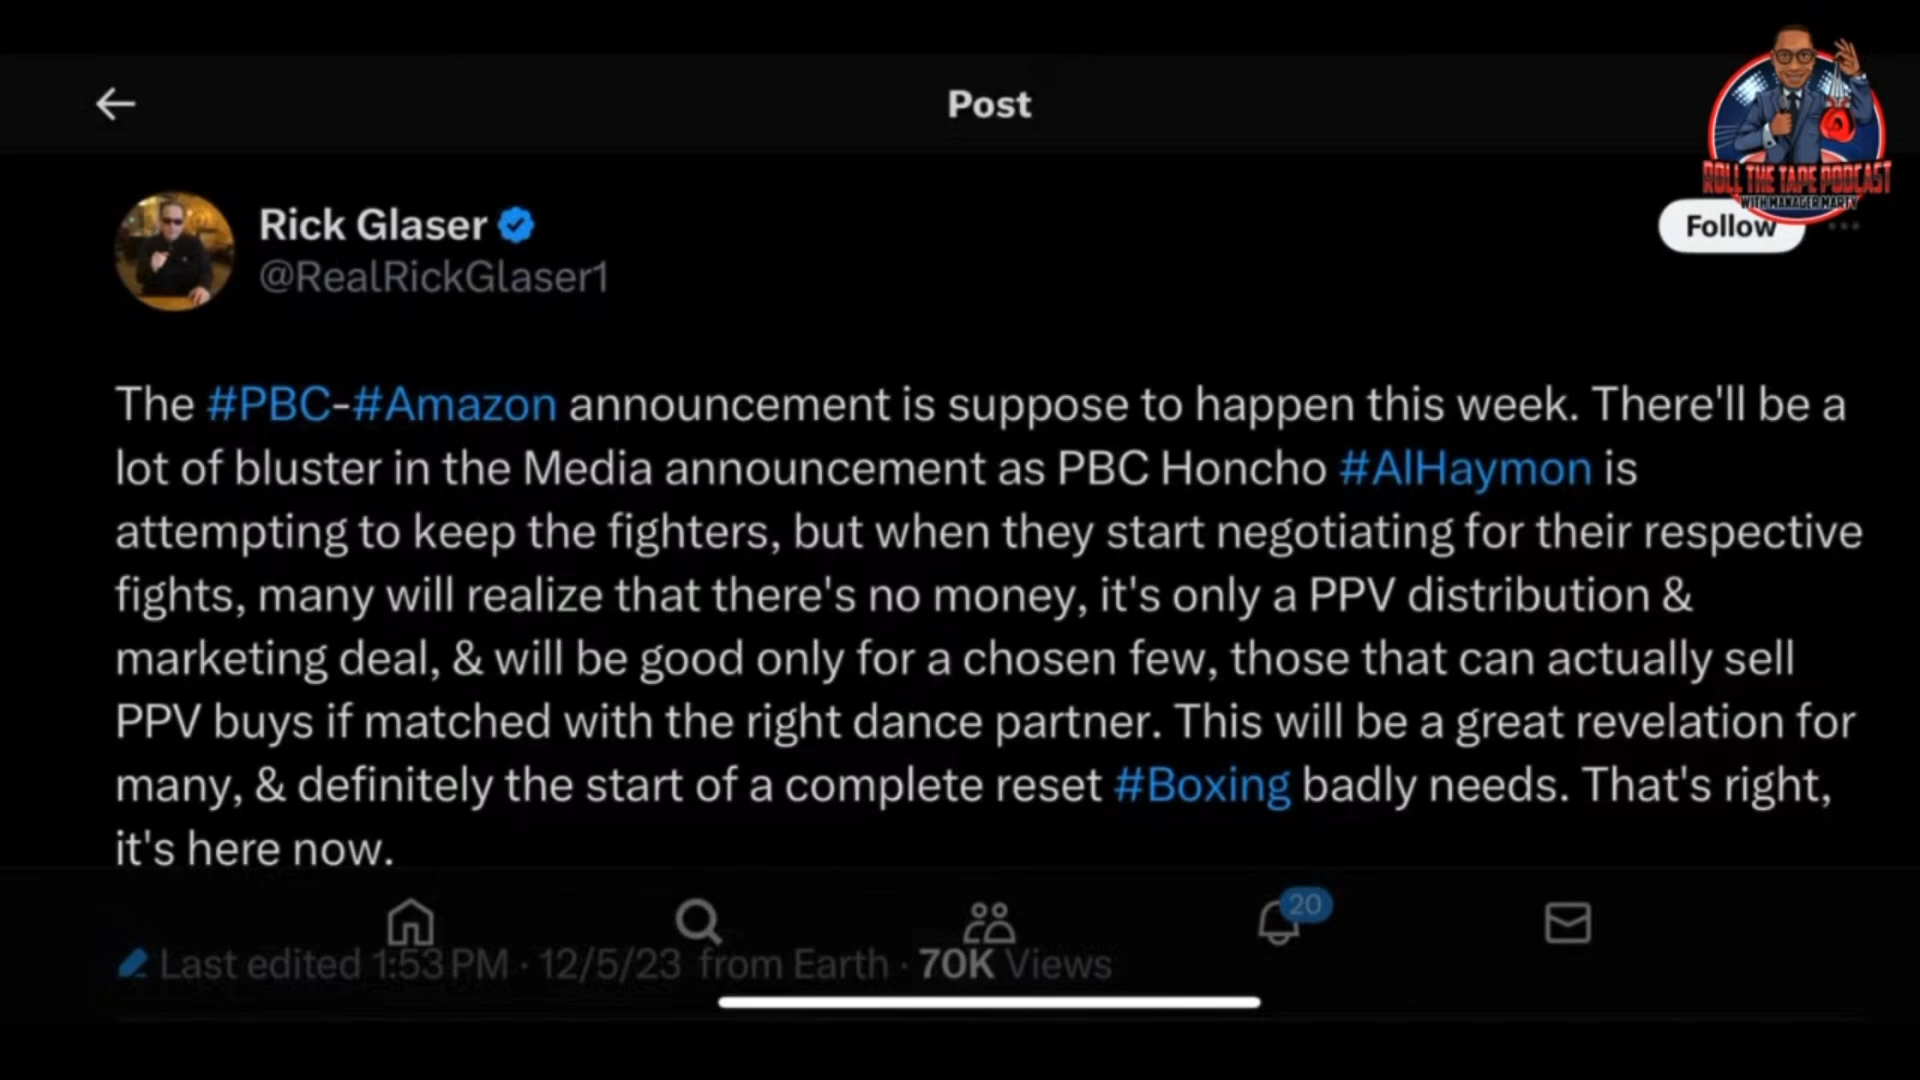 Post
ROLL THE TAPE PODCAST
WITH MANAGER MARTY
Rick Glaser
Follow
@RealRickGlaser1
The #PBC-#Amazon announcement is suppose to happen this week. There'll be a
lot of bluster in the Media announcement as PBC Honcho #AlHaymon is
attempting to keep the fighters, but when they start negotiating for their respective
fights, many will realize that there's no money, it's only a PPV distribution &
marketing deal, & will be good only for a chosen few, those that can actually sell
PPV buys if matched with the right dance partner. This will be a great revelation for
many, & definitely the start of a complete reset #Boxing badly needs. That's right,
it's here now.
20
Last edited 1:53 PM · 12/5/23 from Earth · 70K Views